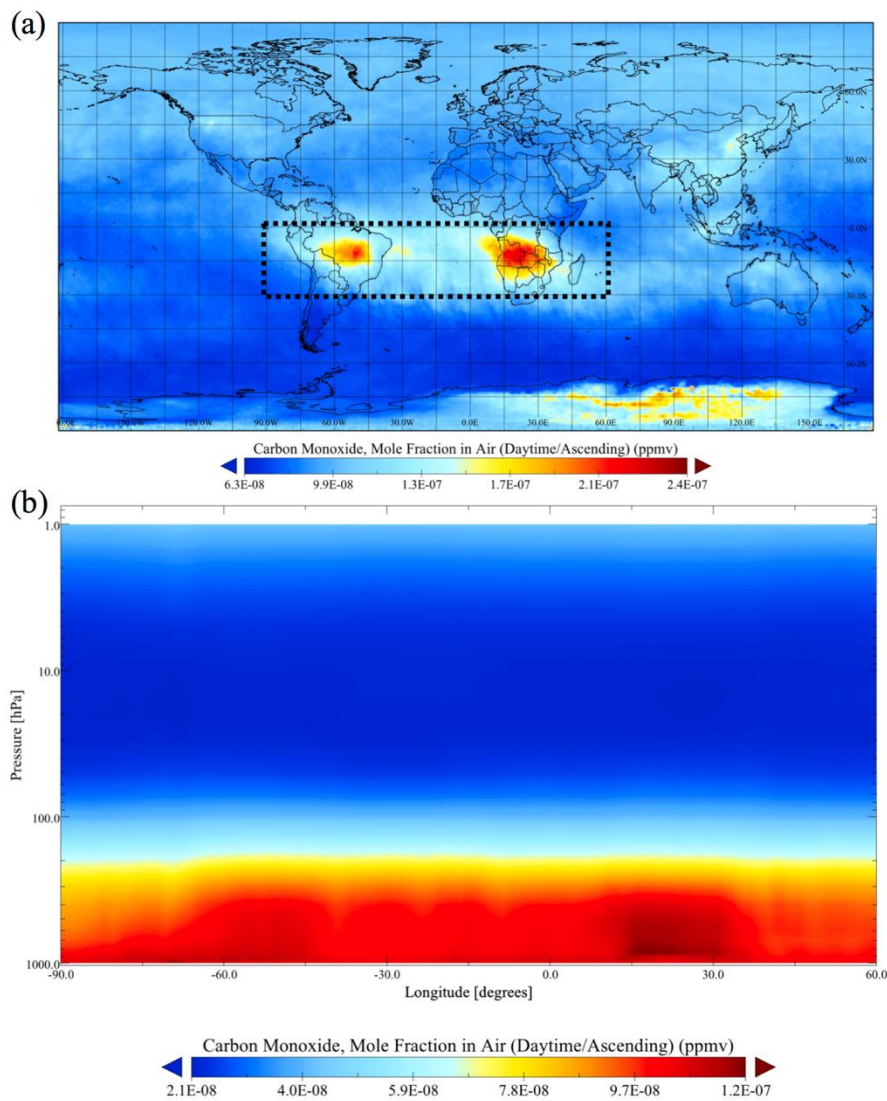 (a)
60.0N
30.0N
0.0N
30.0S
60.0S
0.0E 150.0W 120.0W 90.0W 60.0W 30.0W 0.0E 30.0E 60.0E 90.0E 120.0E 150.0E
Carbon Monoxide, Mole Fraction in Air (Daytime/Ascending) (ppmv)
6.3E-08 9.9E-08 1.3E-07 1.7E-07 2.1E-07 2.4E-07
(b)
1.0
10.0
100.0
1000.0
Pressure [hPa]
-90.0 -60.0 -30.0 0.0 30.0 60.0
Longitude [degrees]
Carbon Monoxide, Mole Fraction in Air (Daytime/Ascending) (ppmv)
2.1E-08 4.0E-08 5.9E-08 7.8E-08 9.7E-08 1.2E-07